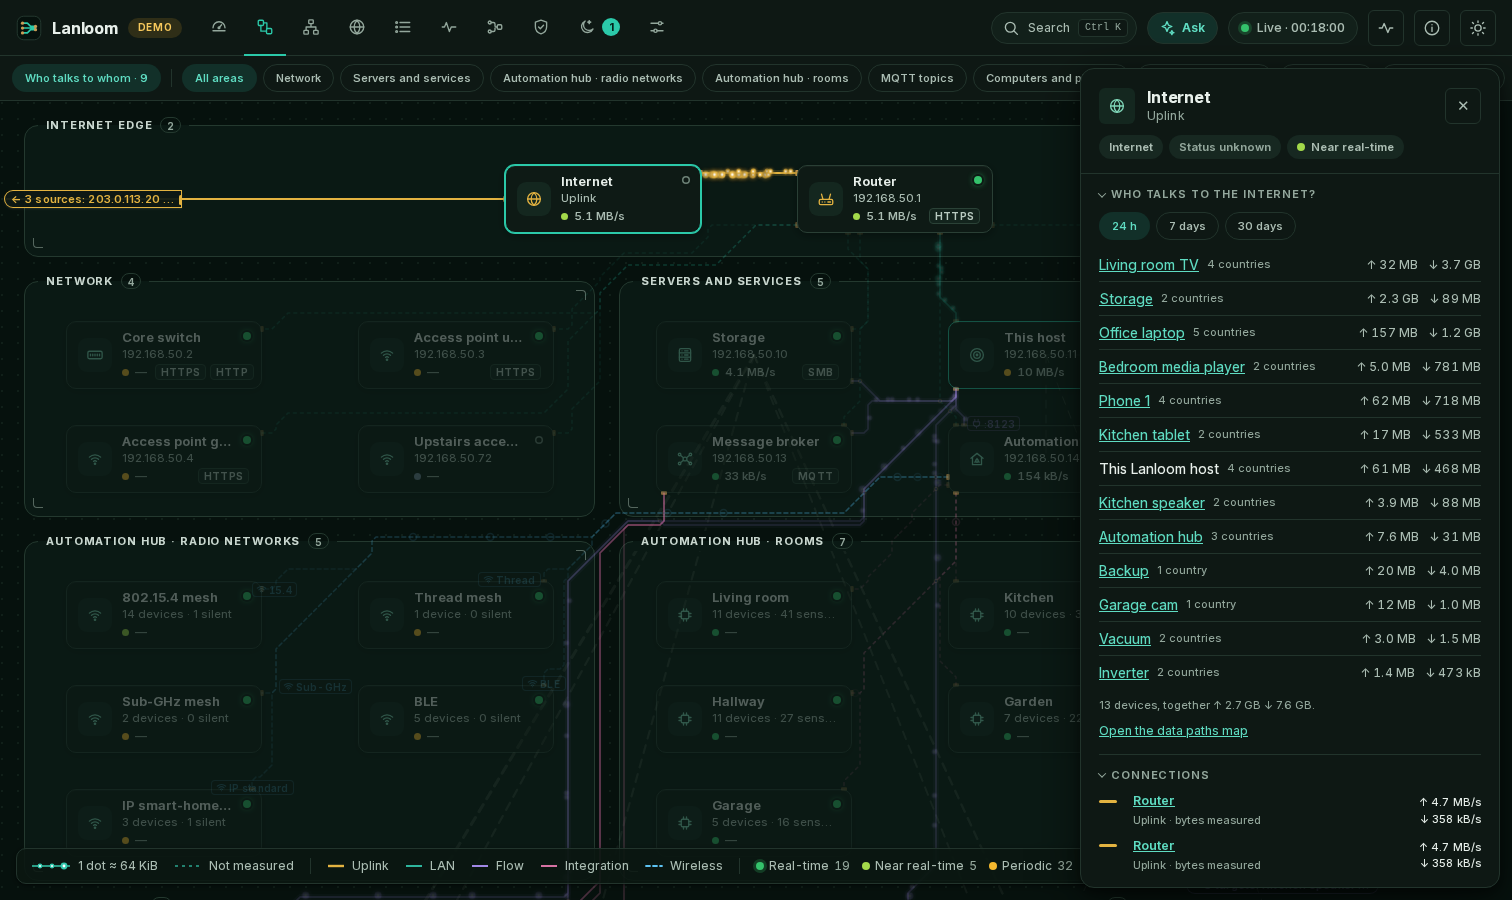 Lanloom DEMO
1
Search Ctrl K
Ask
Live · 00:18:00
Who talks to whom · 9
All areas
Network
Servers and services
Automation hub · radio networks
Automation hub · rooms
MQTT topics
Computers and p
INTERNET EDGE 2
← 3 sources: 203.0.113.20 ...
Internet
Uplink
5.1 MB/s
Router
192.168.50.1
5.1 MB/s HTTPS
NETWORK 4
Core switch
192.168.50.2
— HTTPS HTTP
Access point u...
192.168.50.3
— HTTPS
Access point g...
192.168.50.4
— HTTPS
Upstairs acce...
192.168.50.72
—
SERVERS AND SERVICES 5
Storage
192.168.50.10
4.1 MB/s SMB
This host
192.168.50.11
10 MB/s
Message broker
192.168.50.13
33 kB/s MQTT
8123
Automation
192.168.50.14
154 kB/s
AUTOMATION HUB · RADIO NETWORKS 5
802.15.4 mesh
14 devices · 1 silent
—
15.4
Thread
Thread mesh
1 device · 0 silent
—
Sub-GHz mesh
2 devices · 0 silent
—
Sub-GHz
BLE
BLE
5 devices · 0 silent
—
IP standard
IP smart-home...
3 devices · 1 silent
—
AUTOMATION HUB · ROOMS 7
Living room
11 devices · 41 sens...
—
Kitchen
10 devices · 3
—
Hallway
11 devices · 27 sens...
—
Garden
7 devices · 22
—
Garage
5 devices · 16 sens...
—
1 dot ≈ 64 KiB
Not measured
Uplink
LAN
Flow
Integration
Wireless
Real-time 19
Near real-time 5
Periodic 32
Internet
Uplink
Internet
Status unknown
Near real-time
WHO TALKS TO THE INTERNET?
24 h
7 days
30 days
Living room TV 4 countries ↑ 32 MB ↓ 3.7 GB
Storage 2 countries ↑ 2.3 GB ↓ 89 MB
Office laptop 5 countries ↑ 157 MB ↓ 1.2 GB
Bedroom media player 2 countries ↑ 5.0 MB ↓ 781 MB
Phone 1 4 countries ↑ 62 MB ↓ 718 MB
Kitchen tablet 2 countries ↑ 17 MB ↓ 533 MB
This Lanloom host 4 countries ↑ 61 MB ↓ 468 MB
Kitchen speaker 2 countries ↑ 3.9 MB ↓ 88 MB
Automation hub 3 countries ↑ 7.6 MB ↓ 31 MB
Backup 1 country ↑ 20 MB ↓ 4.0 MB
Garage cam 1 country ↑ 12 MB ↓ 1.0 MB
Vacuum 2 countries ↑ 3.0 MB ↓ 1.5 MB
Inverter 2 countries ↑ 1.4 MB ↓ 473 kB
13 devices, together ↑ 2.7 GB ↓ 7.6 GB.
Open the data paths map
CONNECTIONS
Router ↑ 4.7 MB/s
Uplink · bytes measured ↓ 358 kB/s
Router ↑ 4.7 MB/s
Uplink · bytes measured ↓ 358 kB/s